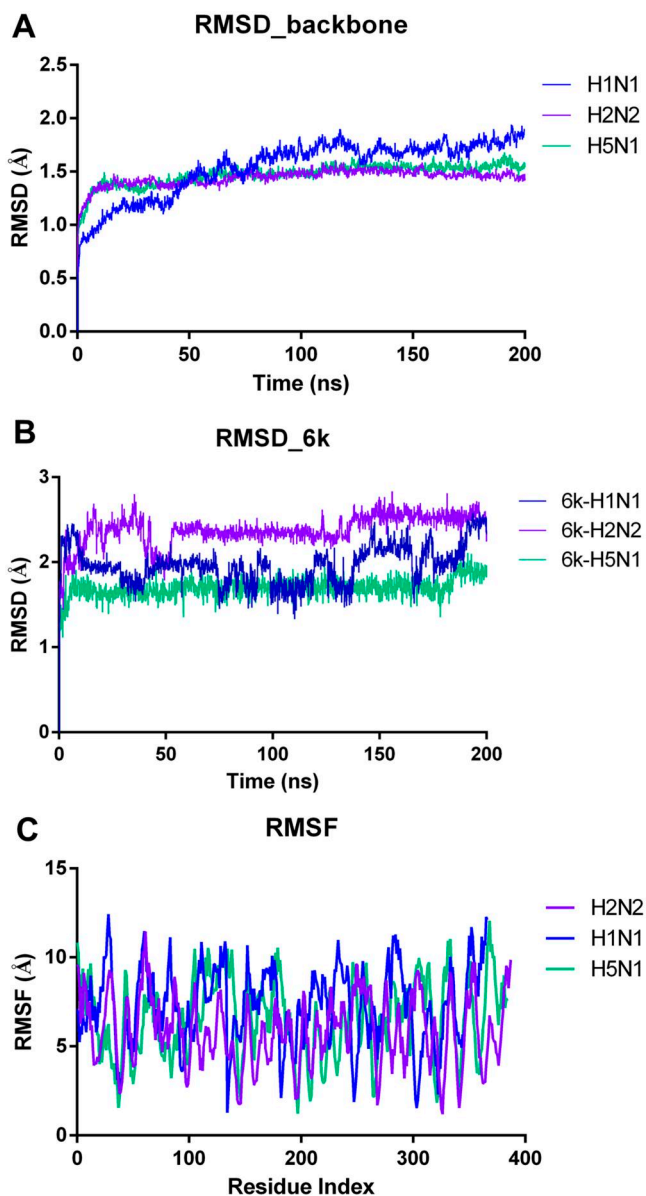 A
RMSD_backbone
2.5
2.0
1.5
1.0
0.5
0.0
RMSD (Å)
0 50 100 150 200
Time (ns)
H1N1
H2N2
H5N1
B
RMSD_6k
3
2
1
0
RMSD (Å)
0 50 100 150 200
Time (ns)
6k-H1N1
6k-H2N2
6k-H5N1
C
RMSF
15
10
5
0
RMSF (Å)
0 100 200 300 400
Residue Index
H2N2
H1N1
H5N1